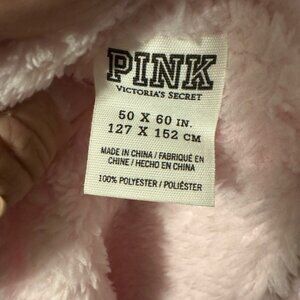 PINK
VICTORIA'S SECRET
50 X 60 IN.
127 X 152 CM
MADE IN CHINA / FABRIQUÉ EN
CHINE / HECHO EN CHINA
100% POLYESTER / POLIÉSTER